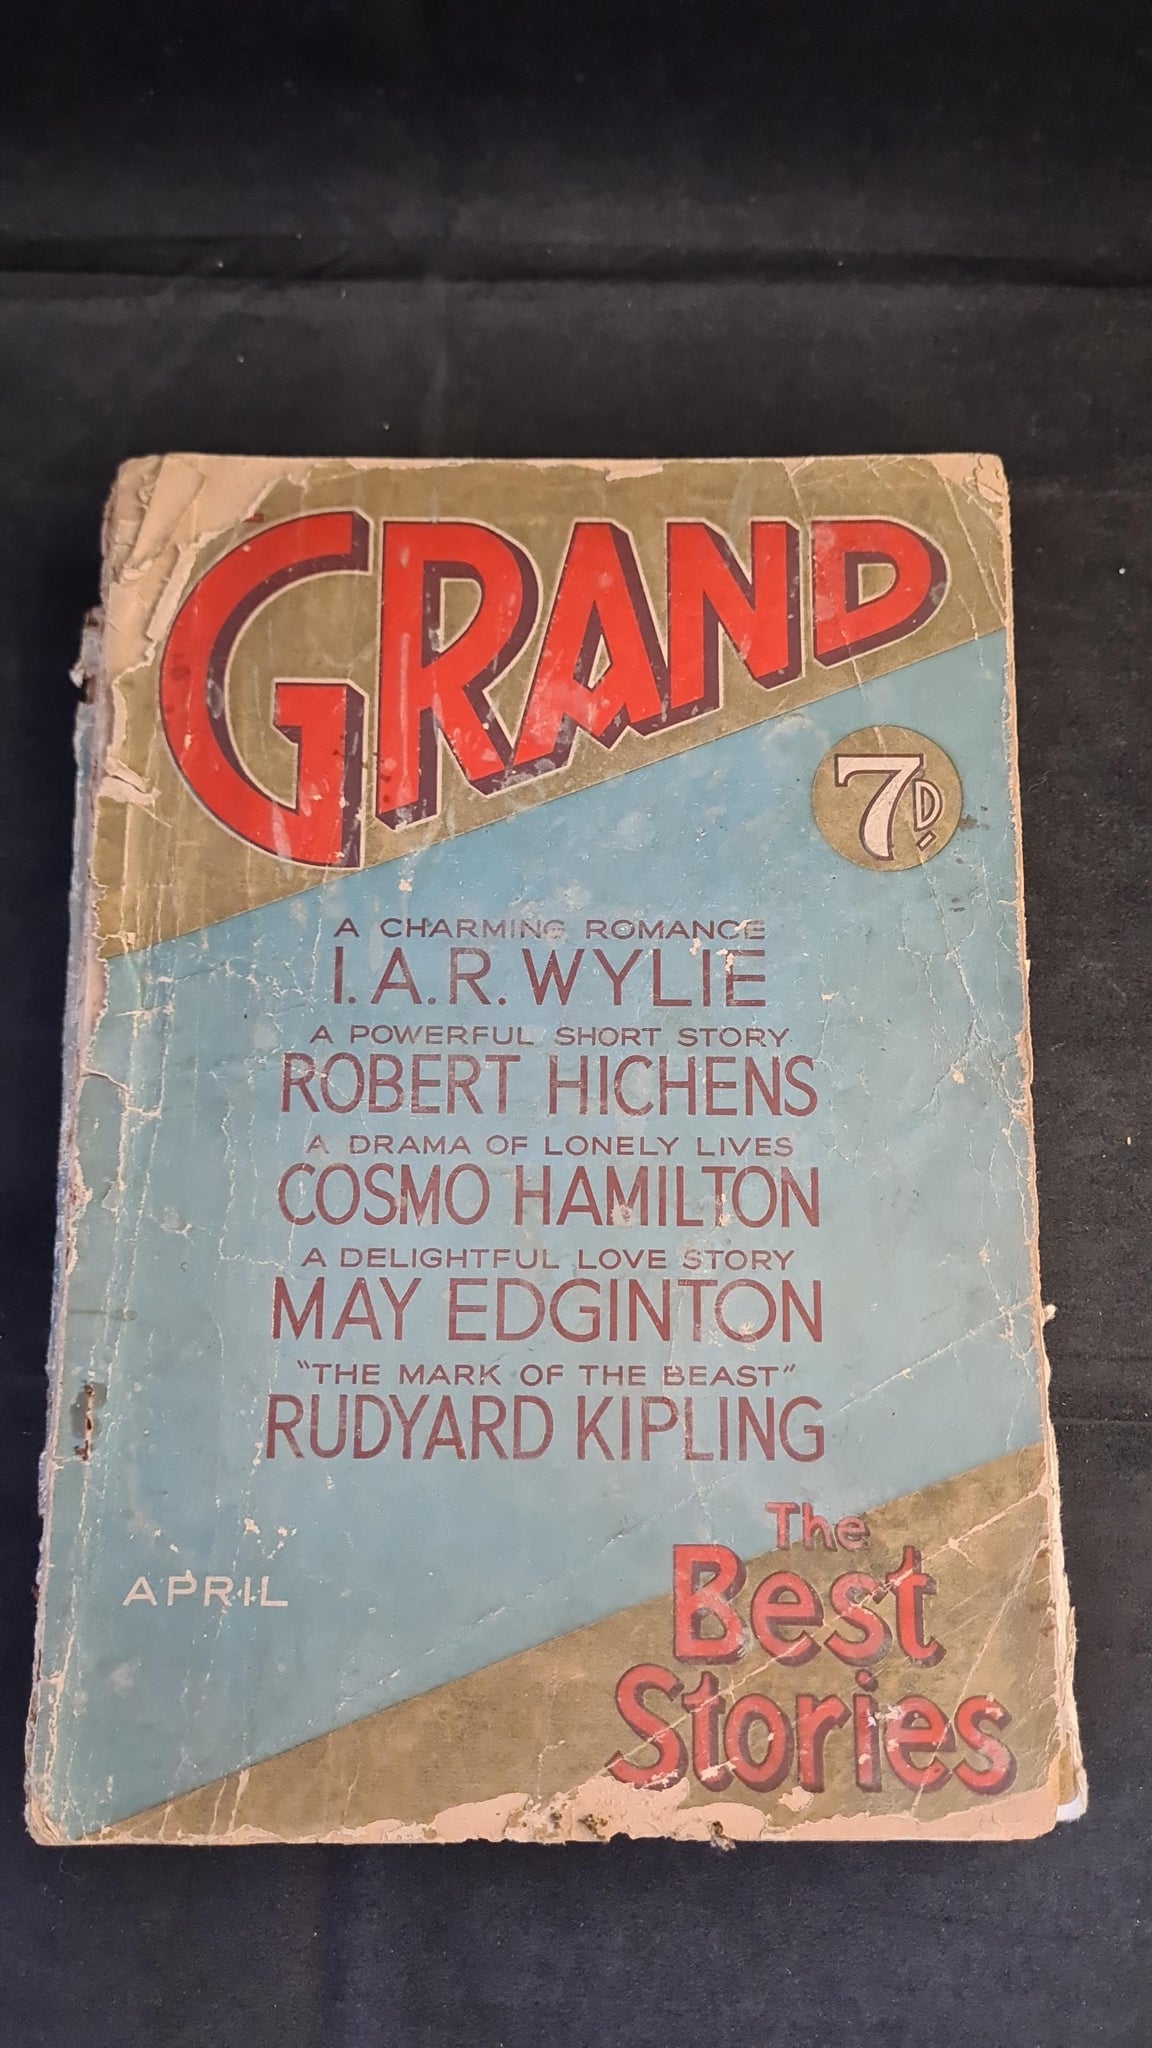 GRAND
7D.
A CHARMING ROMANCE
I. A. R. WYLIE
A POWERFUL SHORT STORY
ROBERT HICHENS
A DRAMA OF LONELY LIVES
COSMO HAMILTON
A DELIGHTFUL LOVE STORY
MAY EDGINTON
"THE MARK OF THE BEAST"
RUDYARD KIPLING
APRIL
The
Best
Stories